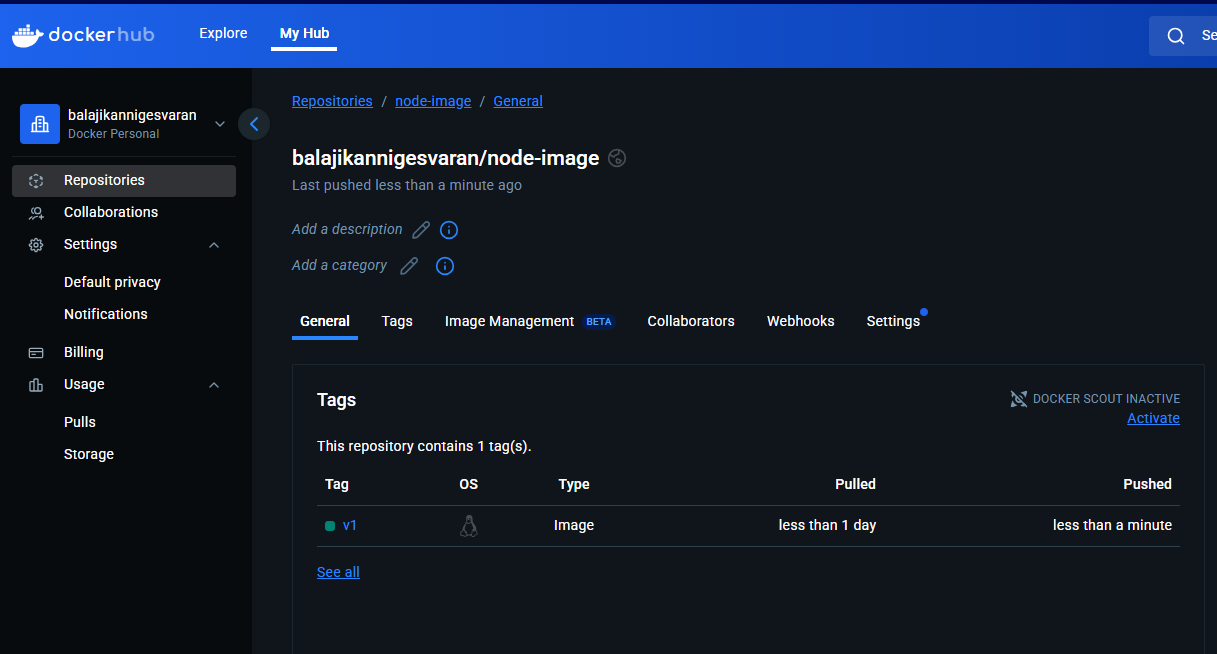 dockerhub
Explore
My Hub
Se
balajikannigesvaran
Docker Personal
Repositories
Collaborations
Settings
Default privacy
Notifications
Billing
Usage
Pulls
Storage
Repositories / node-image / General
balajikannigesvaran/node-image
Last pushed less than a minute ago
Add a description
Add a category
General Tags Image Management BETA Collaborators Webhooks Settings
Tags
DOCKER SCOUT INACTIVE
Activate
This repository contains 1 tag(s).
Tag OS Type Pulled Pushed
v1 Image less than 1 day less than a minute
See all